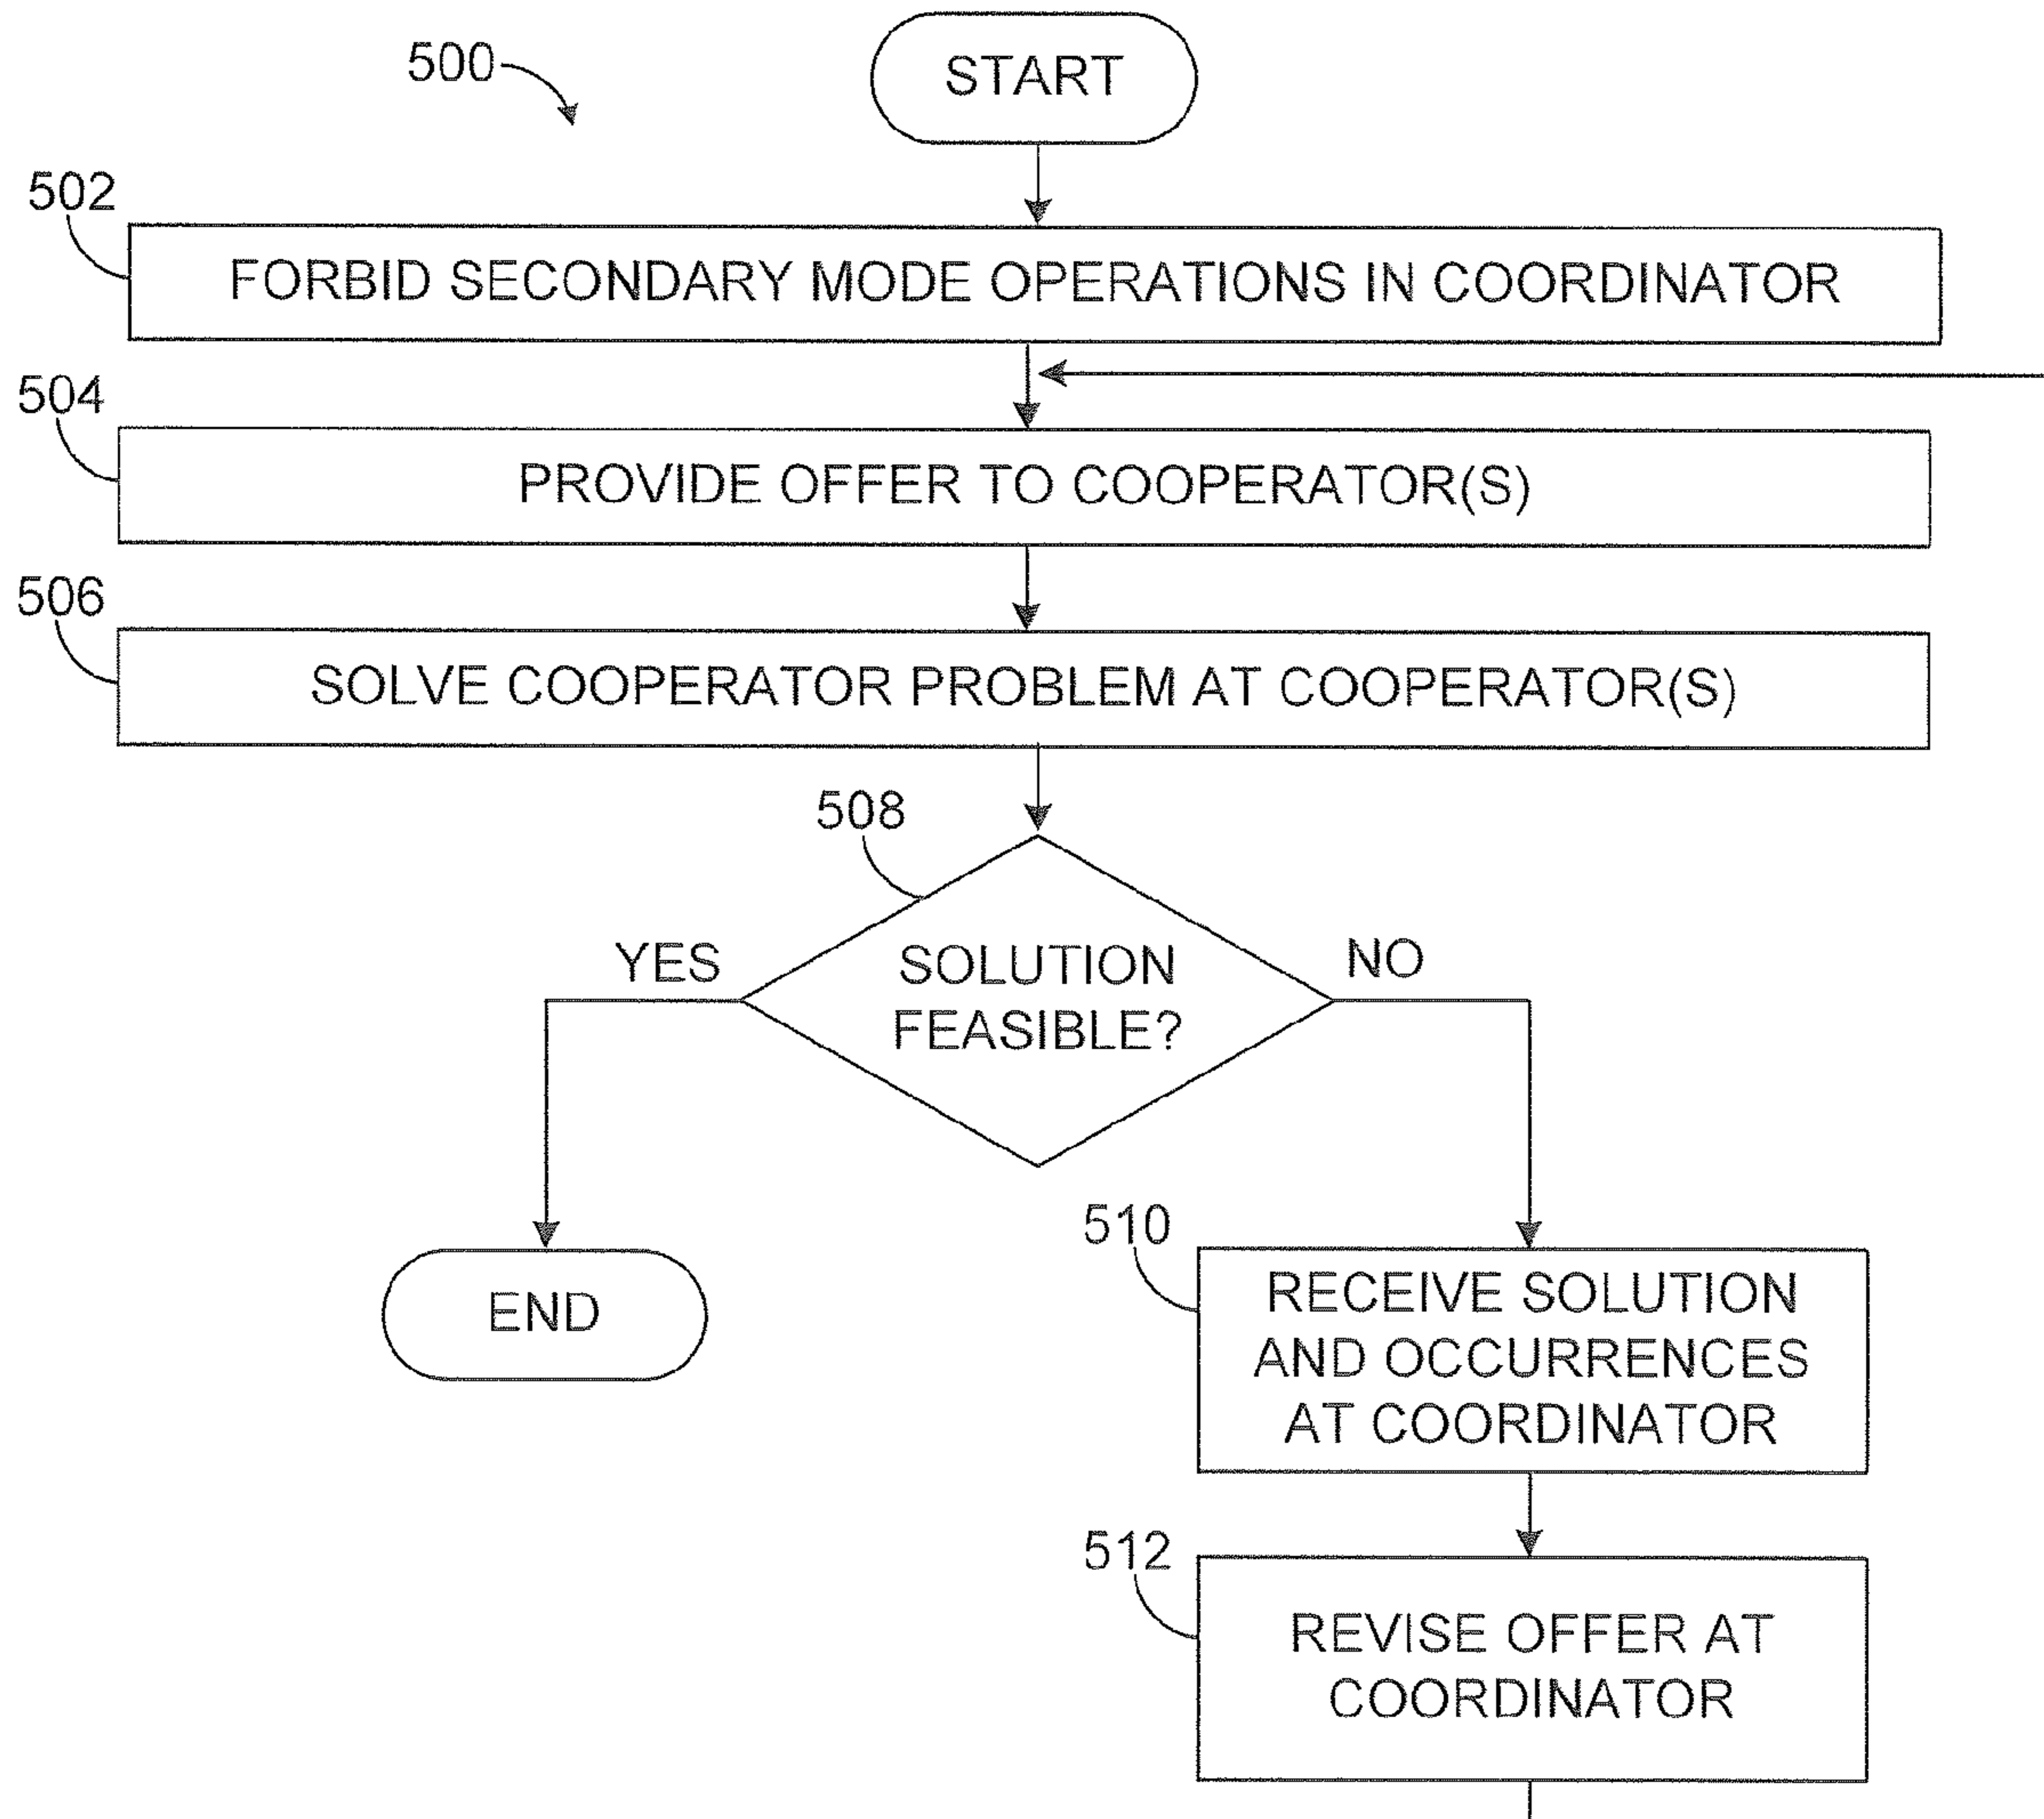 500
START
502
FORBID SECONDARY MODE OPERATIONS IN COORDINATOR
504
PROVIDE OFFER TO COOPERATOR(S)
506
SOLVE COOPERATOR PROBLEM AT COOPERATOR(S)
508
SOLUTION
FEASIBLE?
YES
NO
END
510
RECEIVE SOLUTION
AND OCCURRENCES
AT COORDINATOR
512
REVISE OFFER AT
COORDINATOR